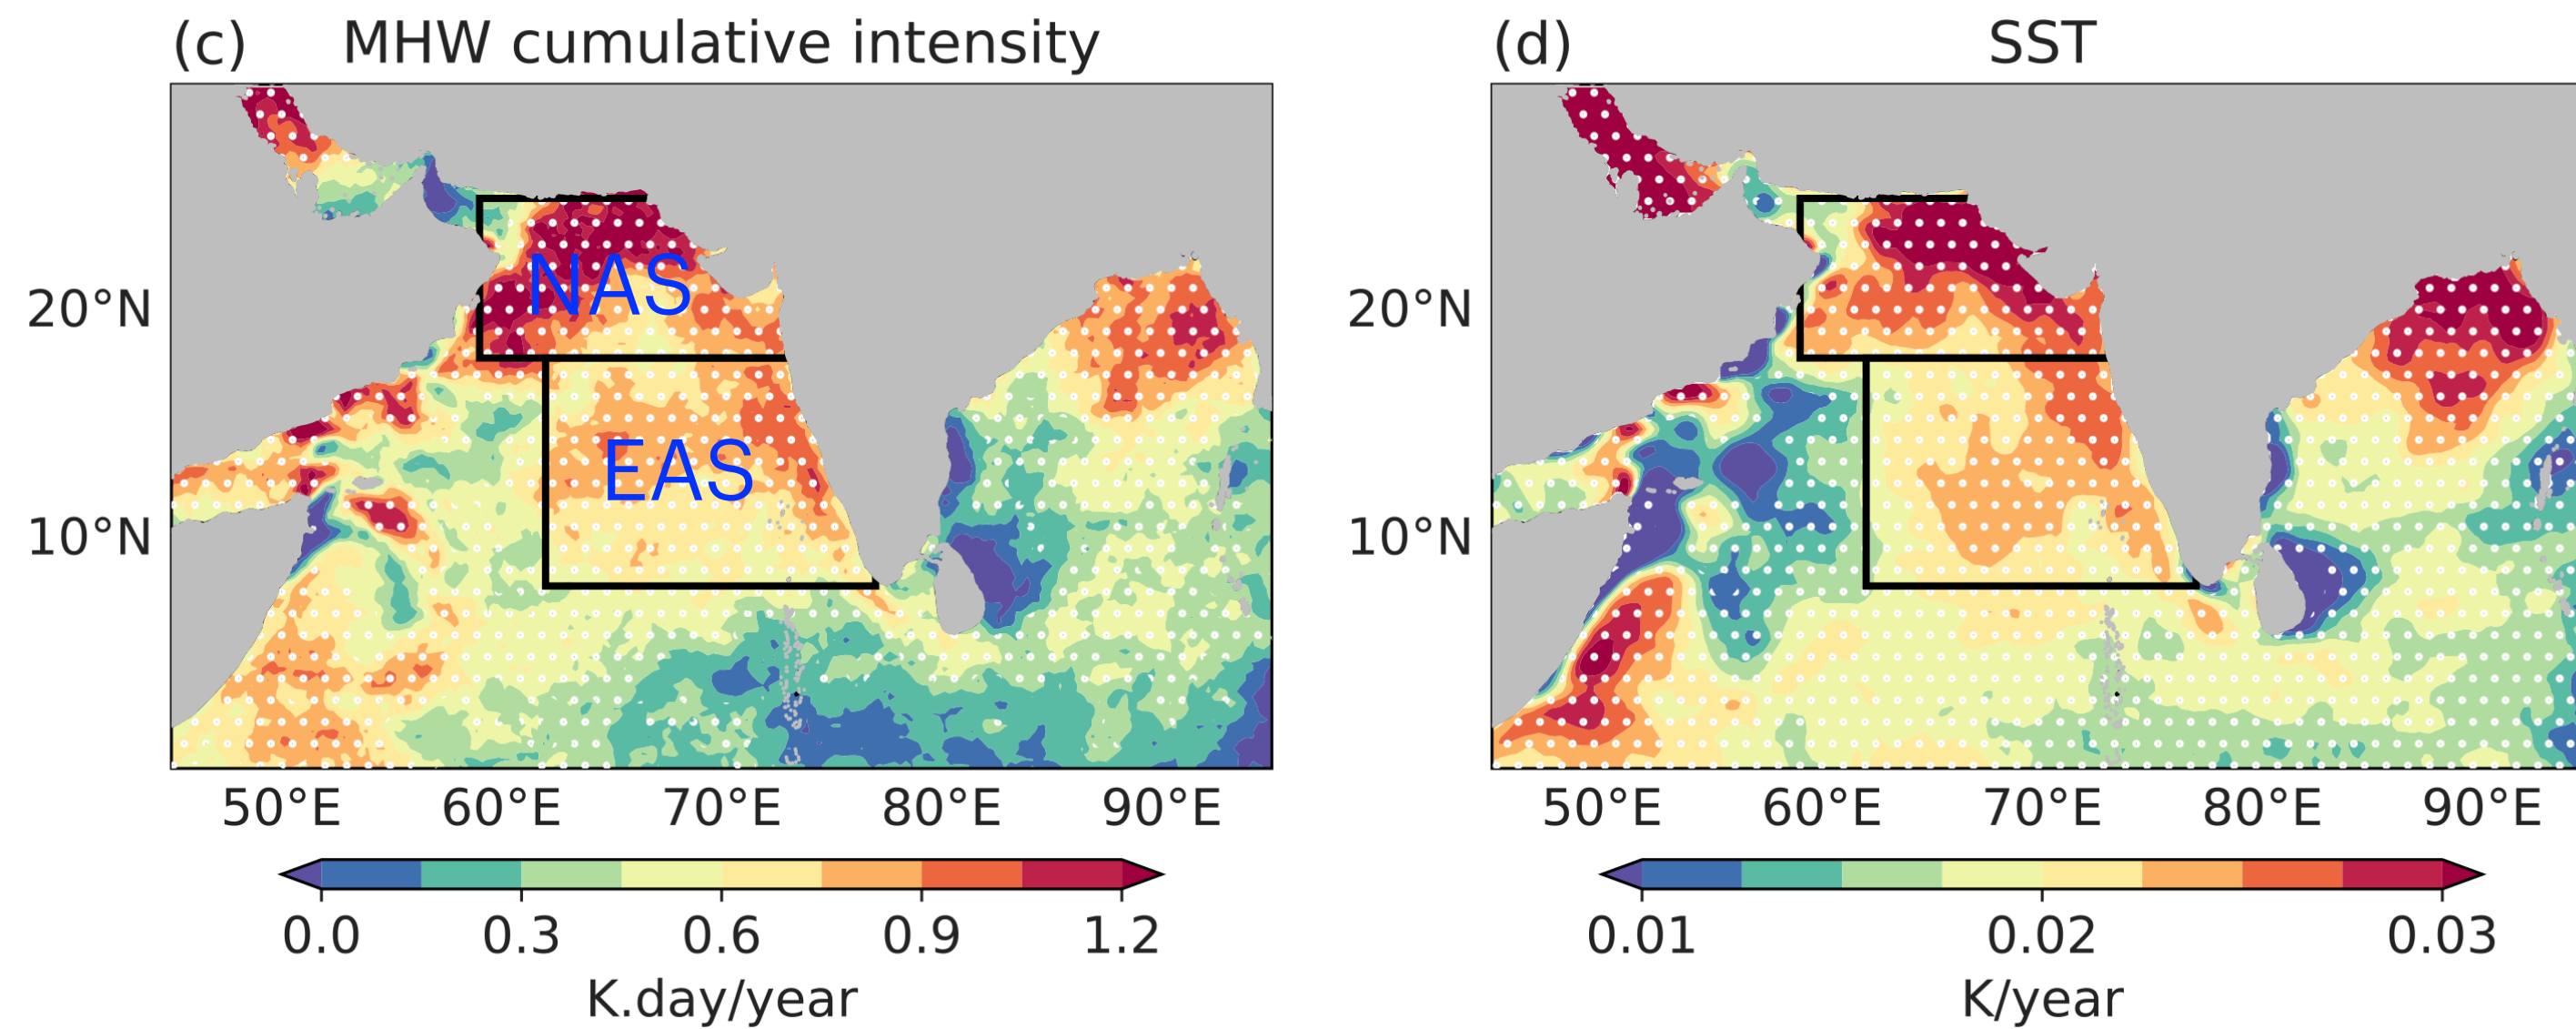 (c) MHW cumulative intensity
(d) SST
NAS
EAS
20°N
10°N
50°E 60°E 70°E 80°E 90°E
0.0 0.3 0.6 0.9 1.2
K.day/year
20°N
10°N
50°E 60°E 70°E 80°E 90°E
0.01 0.02 0.03
K/year